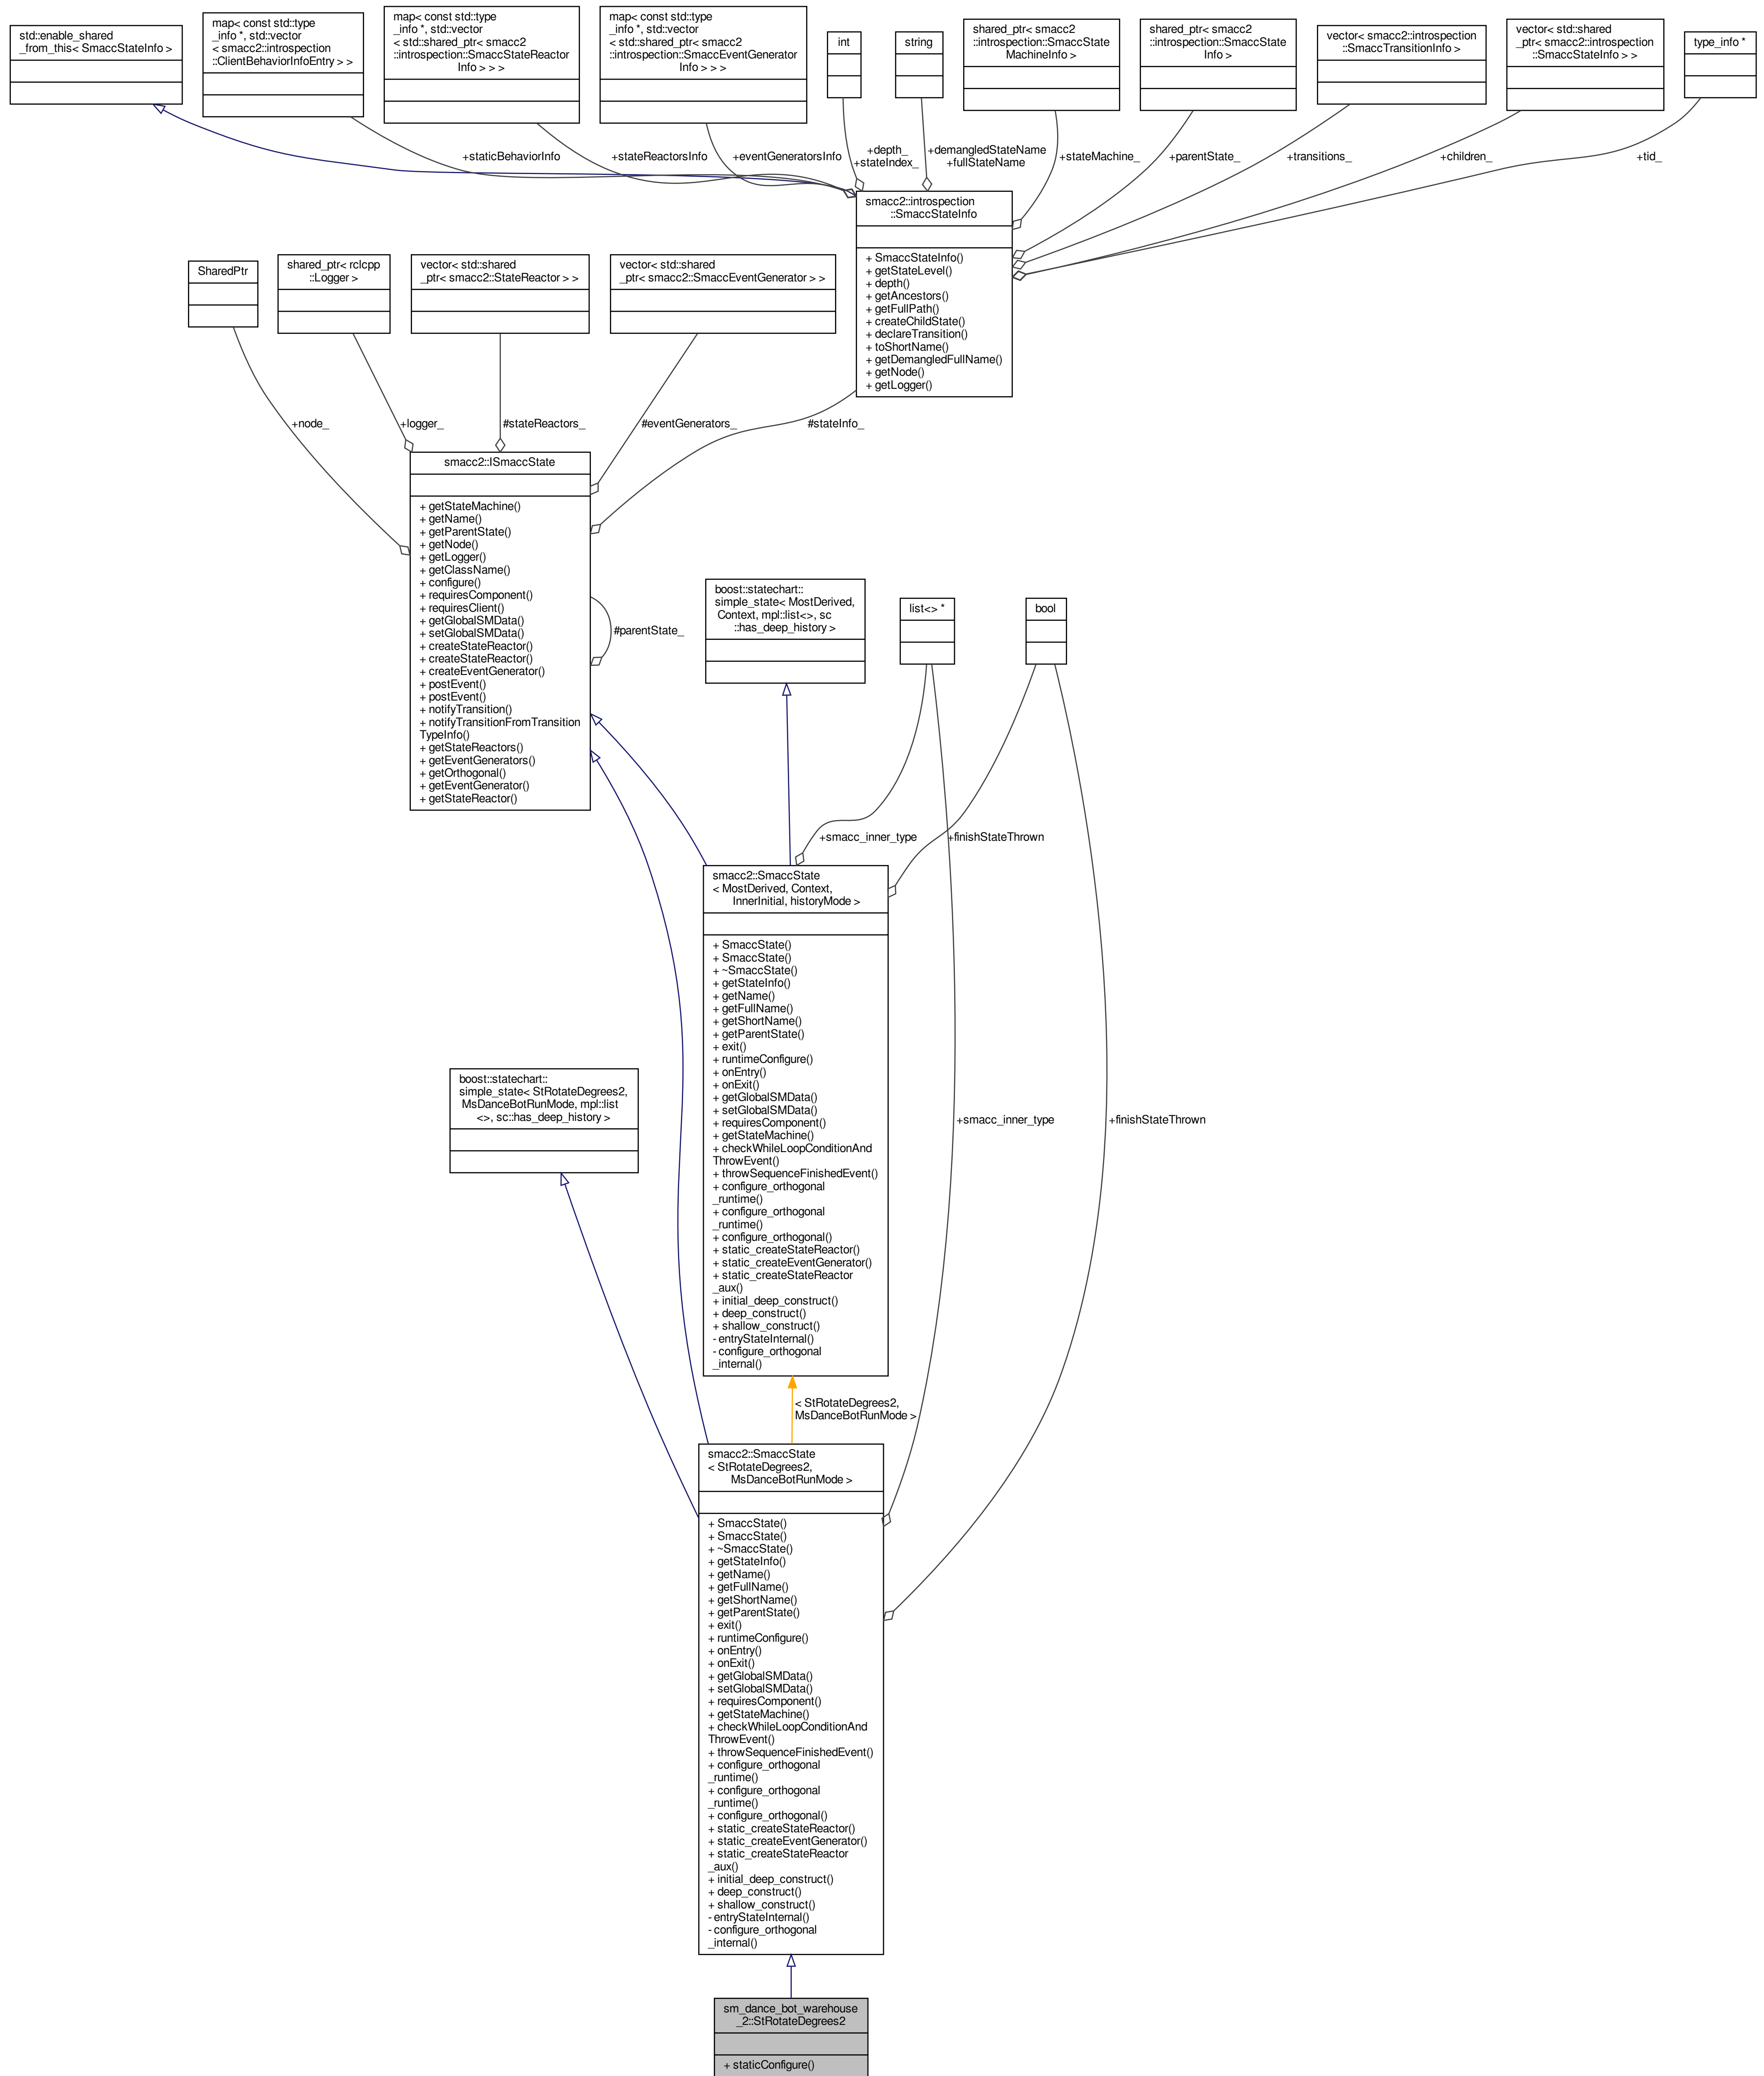 std::enable_shared
_from_this< SmaccStateInfo >
map< const std::type
_info *, std::vector
< smacc2::introspection
::ClientBehaviorInfoEntry > >
map< const std::type
_info *, std::vector
< std::shared_ptr< smacc2
::introspection::SmaccStateReactor
Info > > >
map< const std::type
_info *, std::vector
< std::shared_ptr< smacc2
::introspection::SmaccEventGenerator
Info > > >
int
string
shared_ptr< smacc2
::introspection::SmaccState
MachineInfo >
shared_ptr< smacc2
::introspection::SmaccState
Info >
vector< smacc2::introspection
::SmaccTransitionInfo >
vector< std::shared
_ptr< smacc2::introspection
::SmaccStateInfo > >
type_info *
+staticBehaviorInfo
+stateReactorsInfo
+eventGeneratorsInfo
+depth_
+stateIndex_
+demangledStateName
+fullStateName
+stateMachine_
+parentState_
+transitions_
+children_
+tid_
smacc2::introspection
::SmaccStateInfo
+ SmaccStateInfo()
+ getStateLevel()
+ depth()
+ getAncestors()
+ getFullPath()
+ createChildState()
+ declareTransition()
+ toShortName()
+ getDemangledFullName()
+ getNode()
+ getLogger()
SharedPtr
shared_ptr< rclcpp
::Logger >
vector< std::shared
_ptr< smacc2::StateReactor > >
vector< std::shared
_ptr< smacc2::SmaccEventGenerator > >
+node_
+logger_
#stateReactors_
#eventGenerators_
#stateInfo_
smacc2::ISmaccState
+ getStateMachine()
+ getName()
+ getParentState()
+ getNode()
+ getLogger()
+ getClassName()
+ configure()
+ requiresComponent()
+ requiresClient()
+ getGlobalSMData()
+ setGlobalSMData()
+ createStateReactor()
+ createStateReactor()
+ createEventGenerator()
+ postEvent()
+ postEvent()
+ notifyTransition()
+ notifyTransitionFromTransition
TypeInfo()
+ getStateReactors()
+ getEventGenerators()
+ getOrthogonal()
+ getEventGenerator()
+ getStateReactor()
#parentState_
boost::statechart::
simple_state< MostDerived,
Context, mpl::list<>, sc
::has_deep_history >
list<> *
bool
+smacc_inner_type
+finishStateThrown
smacc2::SmaccState
< MostDerived, Context,
InnerInitial, historyMode >
+ SmaccState()
+ SmaccState()
+ ~SmaccState()
+ getStateInfo()
+ getName()
+ getFullName()
+ getShortName()
+ getParentState()
+ exit()
+ runtimeConfigure()
+ onEntry()
+ onExit()
+ getGlobalSMData()
+ setGlobalSMData()
+ requiresComponent()
+ getStateMachine()
+ checkWhileLoopConditionAnd
ThrowEvent()
+ throwSequenceFinishedEvent()
+ configure_orthogonal
_runtime()
+ configure_orthogonal
_runtime()
+ configure_orthogonal()
+ static_createStateReactor()
+ static_createEventGenerator()
+ static_createStateReactor
_aux()
+ initial_deep_construct()
+ deep_construct()
+ shallow_construct()
- entryStateInternal()
- configure_orthogonal
_internal()
boost::statechart::
simple_state< StRotateDegrees2,
MsDanceBotRunMode, mpl::list
<>, sc::has_deep_history >
+smacc_inner_type
+finishStateThrown
< StRotateDegrees2,
MsDanceBotRunMode >
smacc2::SmaccState
< StRotateDegrees2,
MsDanceBotRunMode >
+ SmaccState()
+ SmaccState()
+ ~SmaccState()
+ getStateInfo()
+ getName()
+ getFullName()
+ getShortName()
+ getParentState()
+ exit()
+ runtimeConfigure()
+ onEntry()
+ onExit()
+ getGlobalSMData()
+ setGlobalSMData()
+ requiresComponent()
+ getStateMachine()
+ checkWhileLoopConditionAnd
ThrowEvent()
+ throwSequenceFinishedEvent()
+ configure_orthogonal
_runtime()
+ configure_orthogonal
_runtime()
+ configure_orthogonal()
+ static_createStateReactor()
+ static_createEventGenerator()
+ static_createStateReactor
_aux()
+ initial_deep_construct()
+ deep_construct()
+ shallow_construct()
- entryStateInternal()
- configure_orthogonal
_internal()
sm_dance_bot_warehouse
_2::StRotateDegrees2
+ staticConfigure()